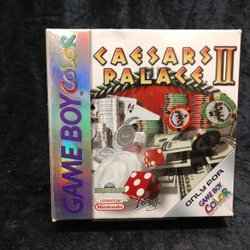 GAME BOY COLOR
CAESARS
PALACE II
Nintendo
ONLY FOR
GAME BOY
COLOR